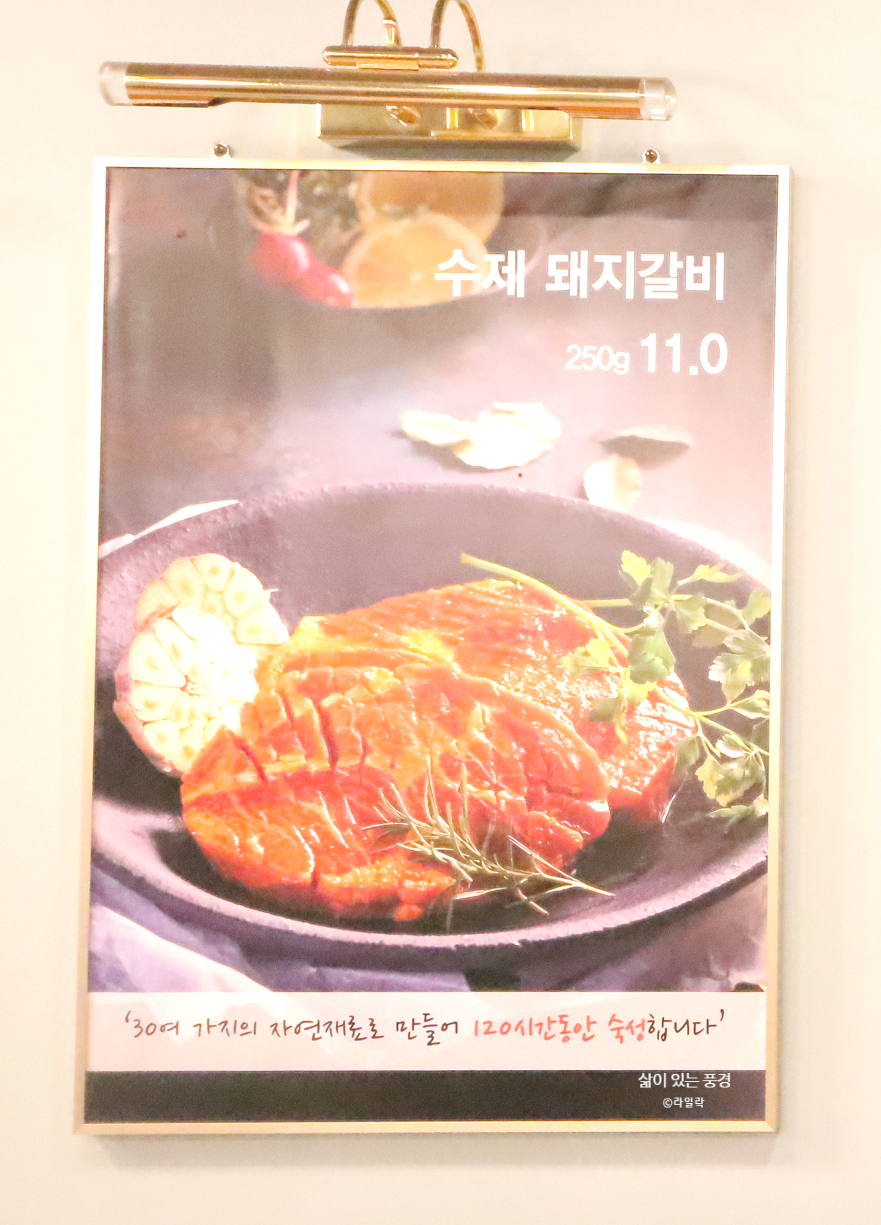 수제 돼지갈비
250g 11.0
‘30여 가지의 자연재료로 만들어 120시간동안 숙성합니다’
삶이 있는 풍경
©라일락